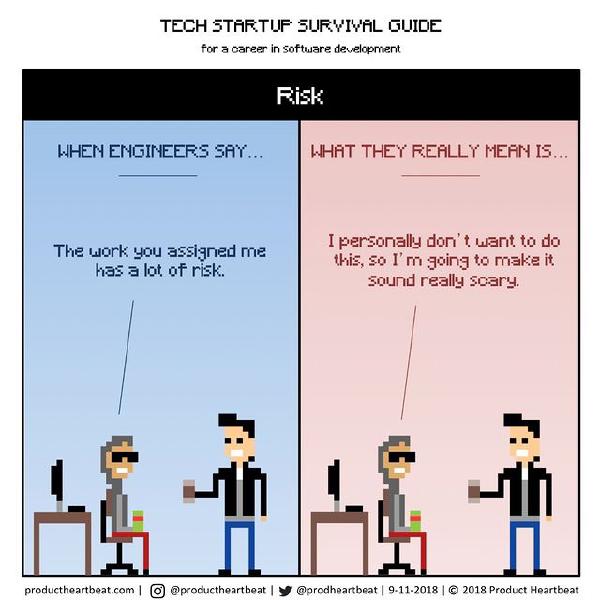 TECH STARTUP SURVIVAL GUIDE
for a career in software development
Risk
WHEN ENGINEERS SAY...
The work you assigned me
has a lot of risk.
WHAT THEY REALLY MEAN IS...
I personally don't want to do
this, so I'm going to make it
sound really scary.
productheartbeat.com | @productheartbeat | @prodheartbeat | 9-11-2018 | © 2018 Product Heartbeat